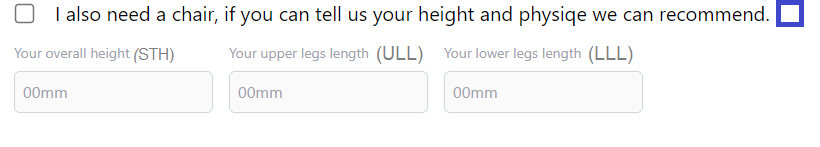 I also need a chair, if you can tell us your height and physiqe we can recommend.
Your overall height (STH) Your upper legs length (ULL) Your lower legs length (LLL)
00mm 00mm 00mm